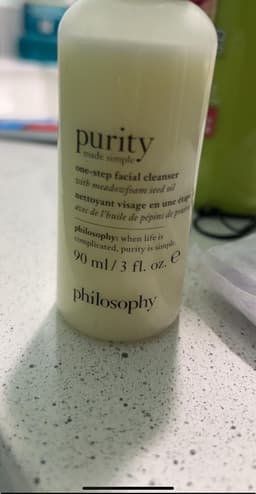 purity
made simple
one-step facial cleanser
with meadowfoam seed oil
nettoyant visage en une étape
avec de l'huile de pépins de
philosophy: when life is
complicated, purity is simple.
90 ml / 3 fl. oz. e
philosophy